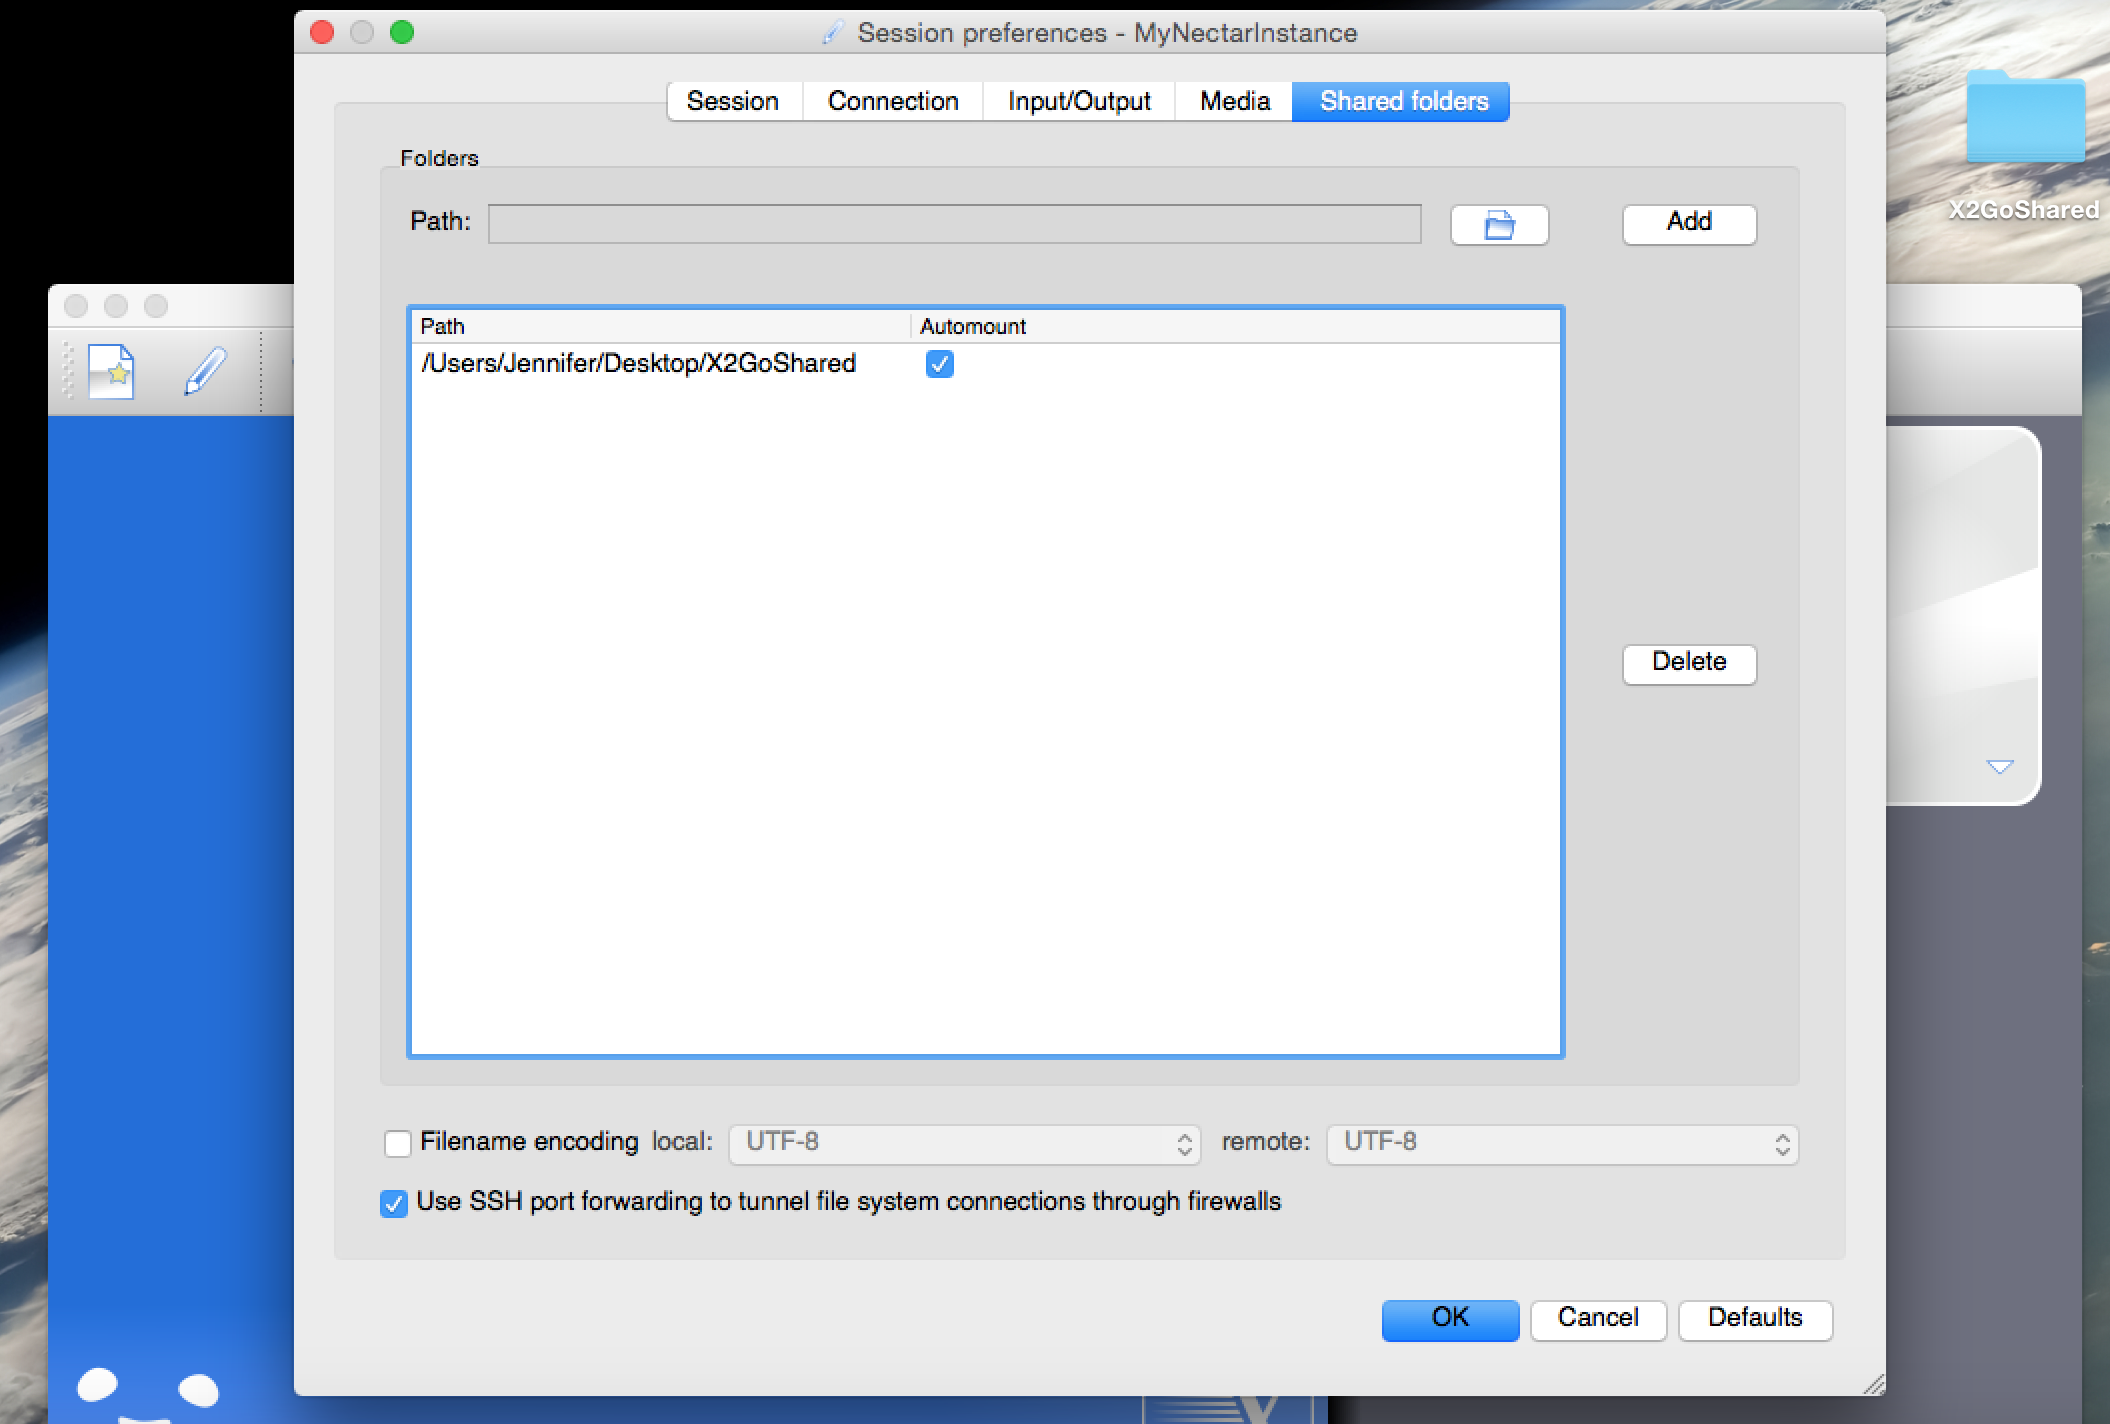 Session preferences - MyNectarInstance
Session Connection Input/Output Media Shared folders
X2GoShared
Folders
Path: Add
Path Automount
/Users/Jennifer/Desktop/X2GoShared
Delete
Filename encoding local: UTF-8 remote: UTF-8
Use SSH port forwarding to tunnel file system connections through firewalls
OK Cancel Defaults